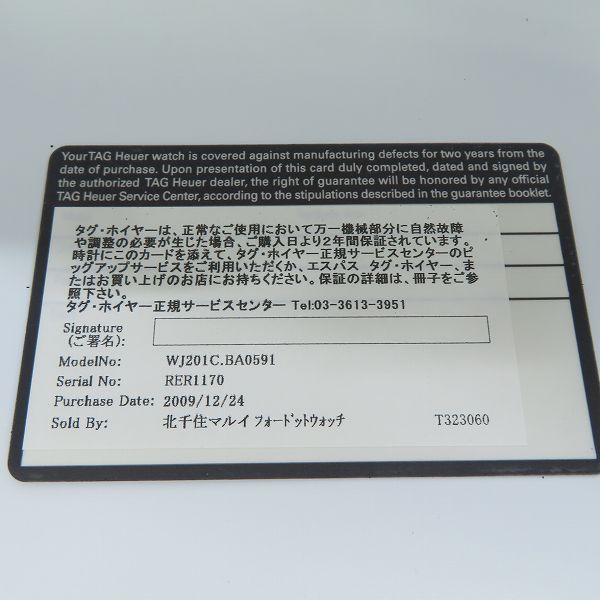 Your TAG Heuer watch is covered against manufacturing defects for two years from the
date of purchase. Upon presentation of this card duly completed, dated and signed by
the authorized TAG Heuer dealer, the right of guarantee will be honored by any official
TAG Heuer Service Center, according to the stipulations described in the guarantee booklet.
タグ・ホイヤーは、正常なご使用において万一機械部分に自然故障
や調整の必要が生じた場合、ご購入日より2年間保証されています。
時計にこのカードを添えて、タグ・ホイヤー正規サービスセンターのピ
ックアップサービスをご利用いただくか、エスパス タグ・ホイヤー、ま
たはお買い上げのお店にお持ちください。保証の詳細は、冊子をご参
照下さい。
タグ・ホイヤー正規サービスセンター Tel:03-3613-3951
Signature
(ご署名):
ModelNo: WJ201C.BA0591
Serial No: RER1170
Purchase Date: 2009/12/24
Sold By: 北千住マルイ フォードットウォッチ T323060